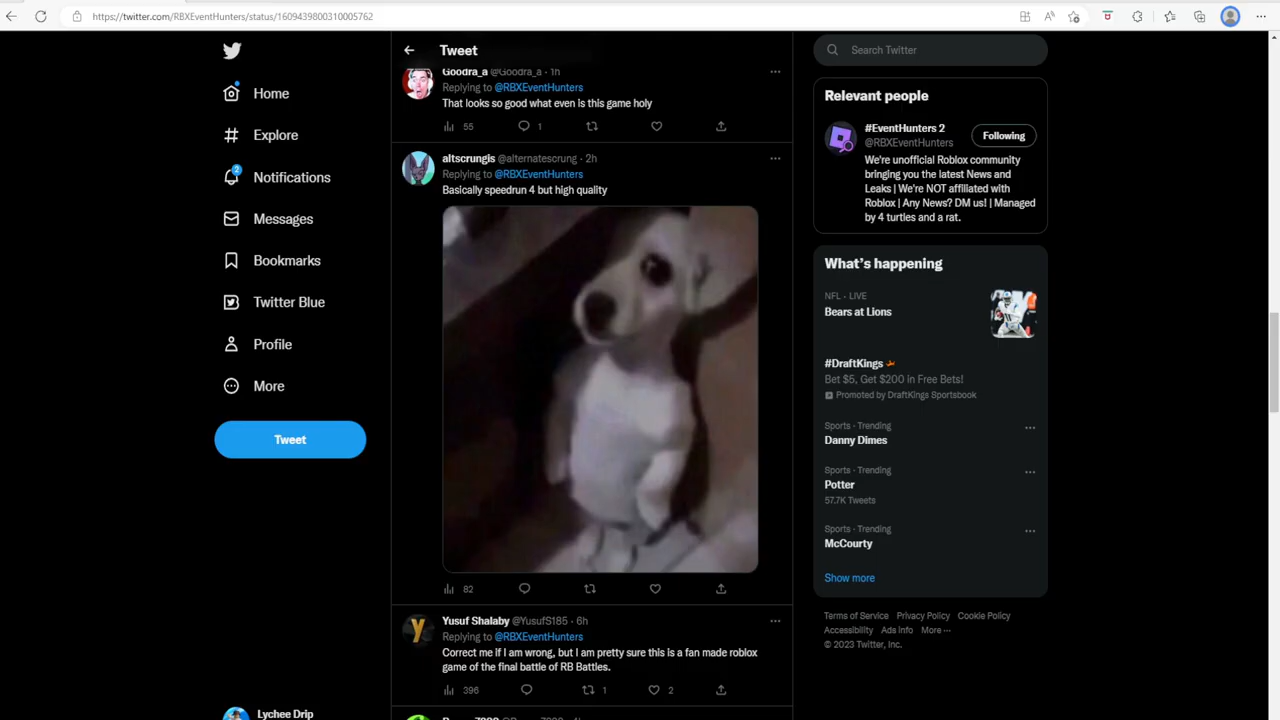 https://twitter.com/RBXEventHunters/status/1609439800310005762
Home
Explore
2
Notifications
Messages
Bookmarks
Twitter Blue
Profile
More
Tweet
Lychee Drip
Tweet
Goodra_a @Goodra_a · 1h
Replying to @RBXEventHunters
That looks so good what even is this game holy
55
1
altscrungis @alternatescrung · 2h
Replying to @RBXEventHunters
Basically speedrun 4 but high quality
82
Yusuf Shalaby @YusufS185 · 6h
Replying to @RBXEventHunters
Correct me if I am wrong, but I am pretty sure this is a fan made roblox
game of the final battle of RB Battles.
396
1
2
Search Twitter
Relevant people
#EventHunters 2
@RBXEventHunters
Following
We're unofficial Roblox community
bringing you the latest News and
Leaks | We're NOT affiliated with
Roblox | Any News? DM us! | Managed
by 4 turtles and a rat.
What's happening
NFL · LIVE
Bears at Lions
#DraftKings
Bet $5, Get $200 in Free Bets!
Promoted by DraftKings Sportsbook
Sports · Trending
Danny Dimes
Sports · Trending
Potter
57.7K Tweets
Sports · Trending
McCourty
Show more
Terms of Service Privacy Policy Cookie Policy
Accessibility Ads info More ···
© 2023 Twitter, Inc.